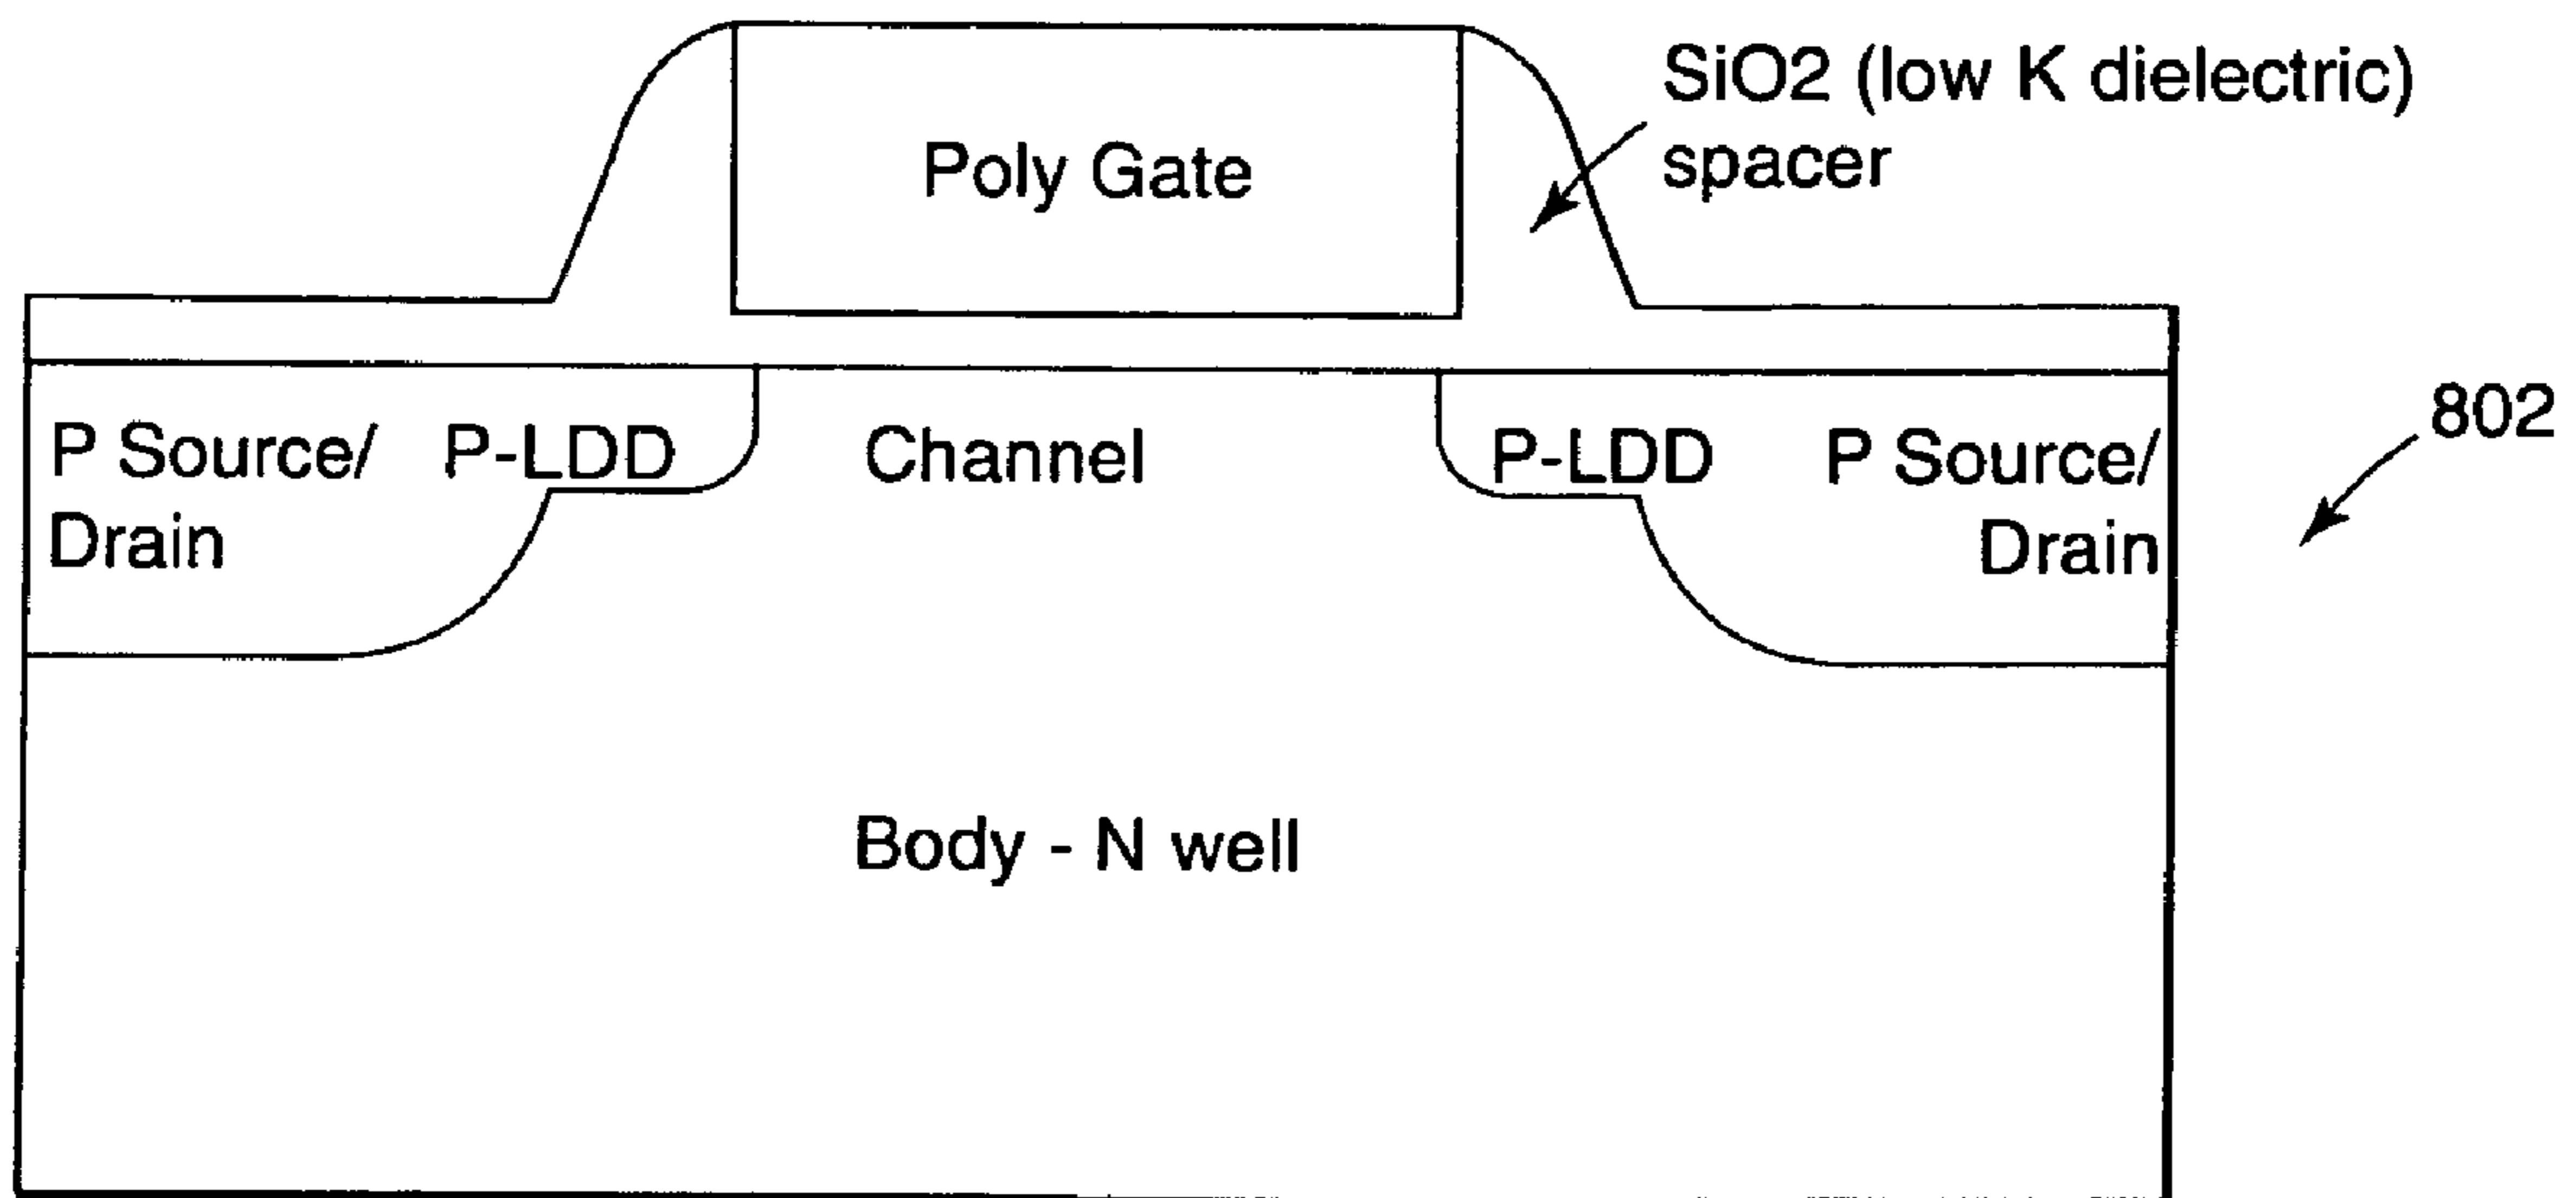 SiO2 (low K dielectric)
spacer
Poly Gate
802
P Source/
Drain
P-LDD
Channel
P-LDD
P Source/
Drain
Body - N well